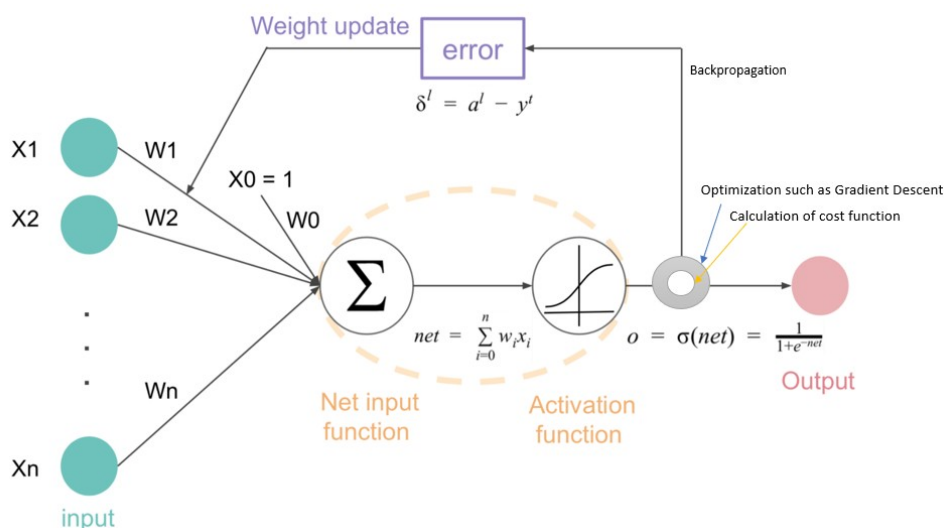 Weight update
error
Backpropagation
δˡ = aˡ − yᵗ
X1
W1
X0 = 1
X2
W2
W0
Optimization such as Gradient Descent
Calculation of cost function
Σ
net = ∑ᵢ₌₀ⁿ wᵢxᵢ
o = σ(net) = 1/(1+e^−net)
.
.
.
Wn
Net input
function
Activation
function
Output
Xn
input